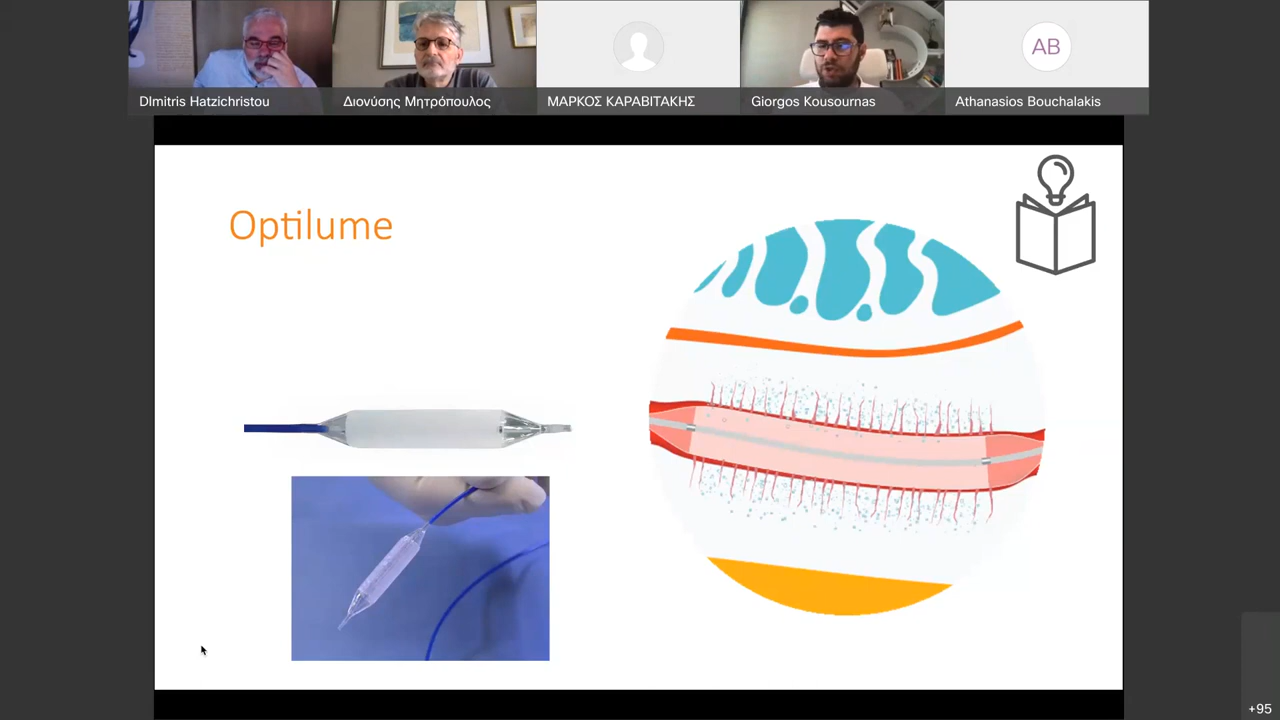 DImitris Hatzichristou
Διονύσης Μητρόπουλος
ΜΑΡΚΟΣ ΚΑΡΑΒΙΤΑΚΗΣ
Giorgos Kousournas
AB
Athanasios Bouchalakis
Optilume
+95